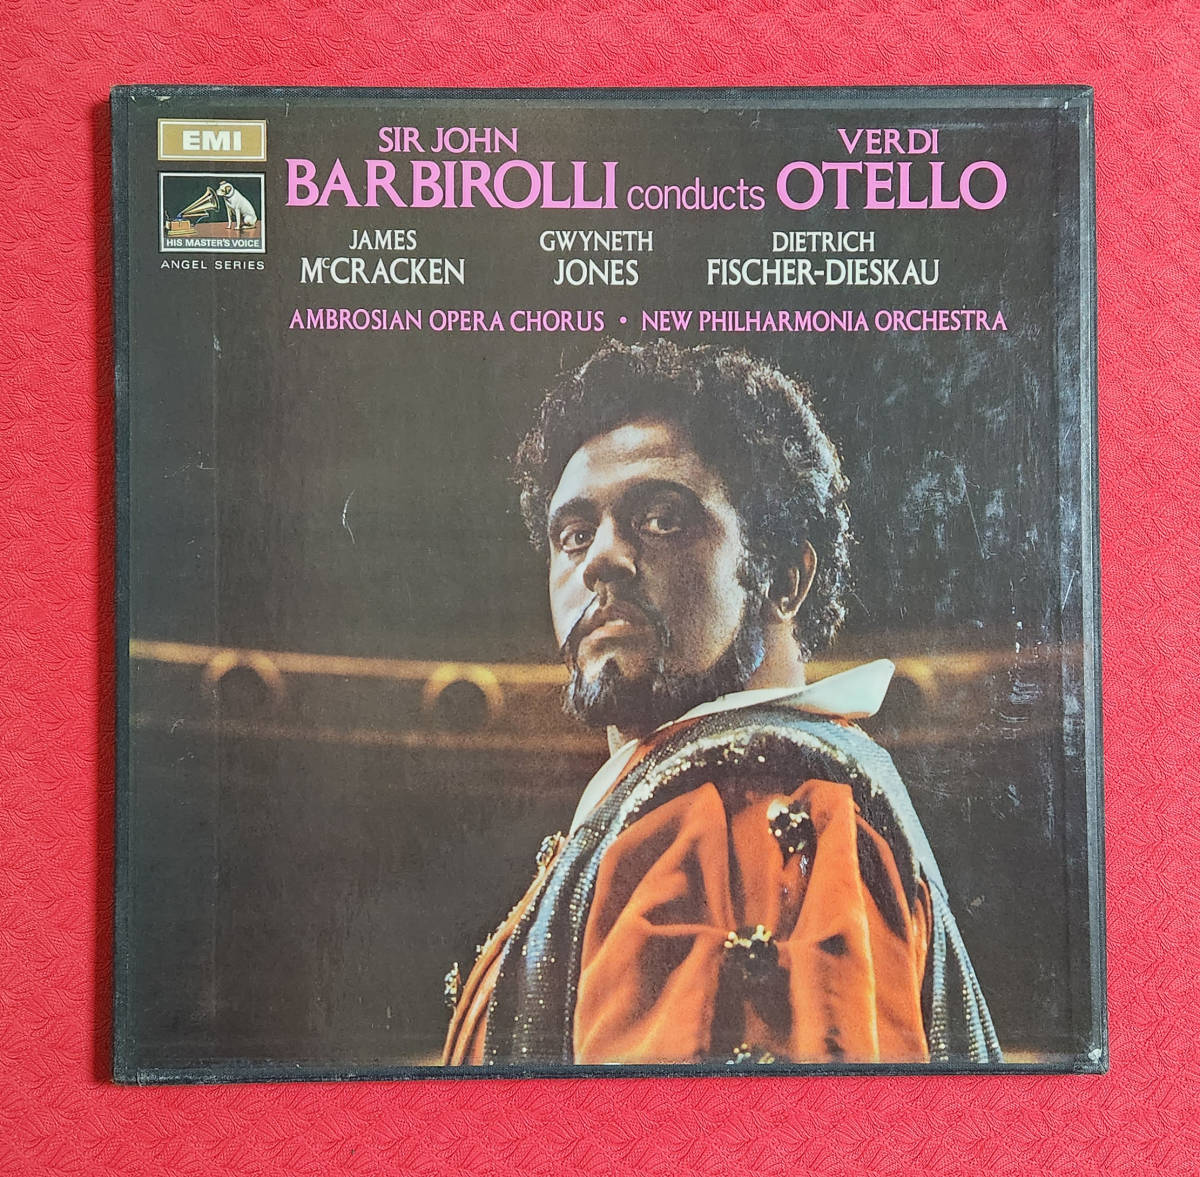 EMI
HIS MASTER'S VOICE
ANGEL SERIES
SIR JOHN VERDI
BARBIROLLI conducts OTELLO
JAMES GWYNETH DIETRICH
McCRACKEN JONES FISCHER-DIESKAU
AMBROSIAN OPERA CHORUS • NEW PHILHARMONIA ORCHESTRA